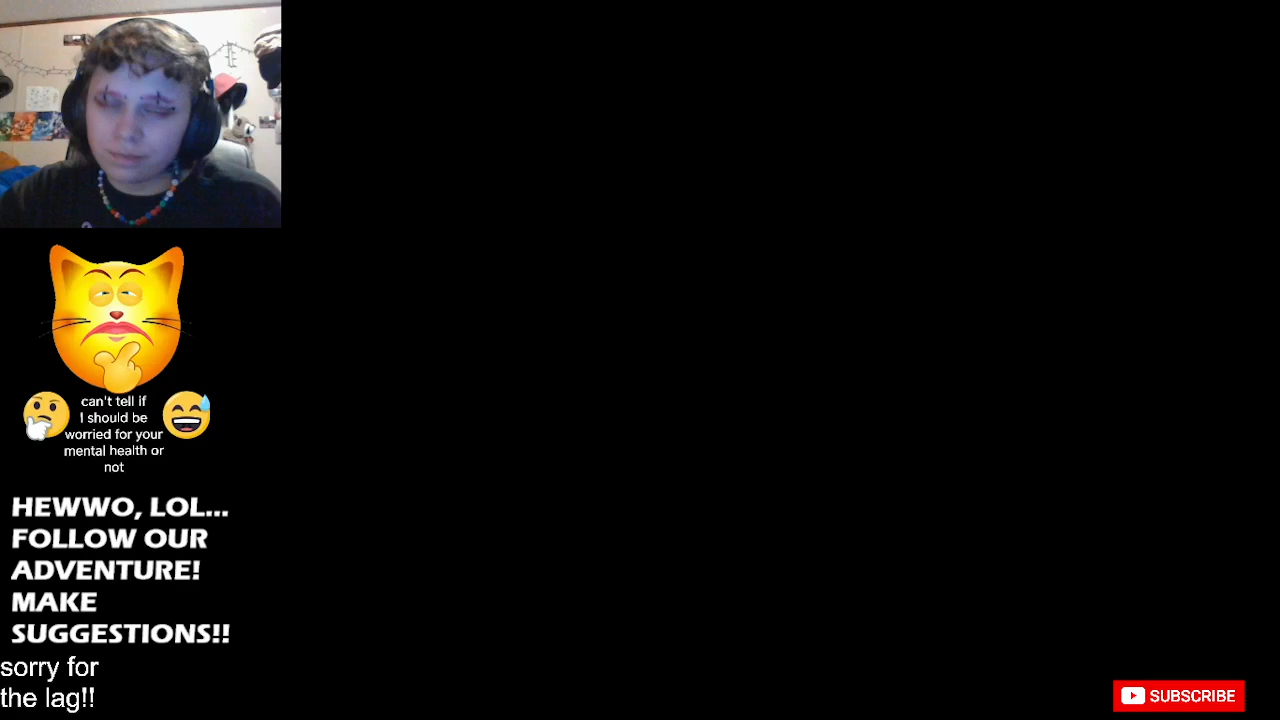 can't tell if
I should be
worried for your
mental health or
not
HEWWO, LOL...
FOLLOW OUR
ADVENTURE!
MAKE
SUGGESTIONS!!
sorry for
the lag!!
SUBSCRIBE